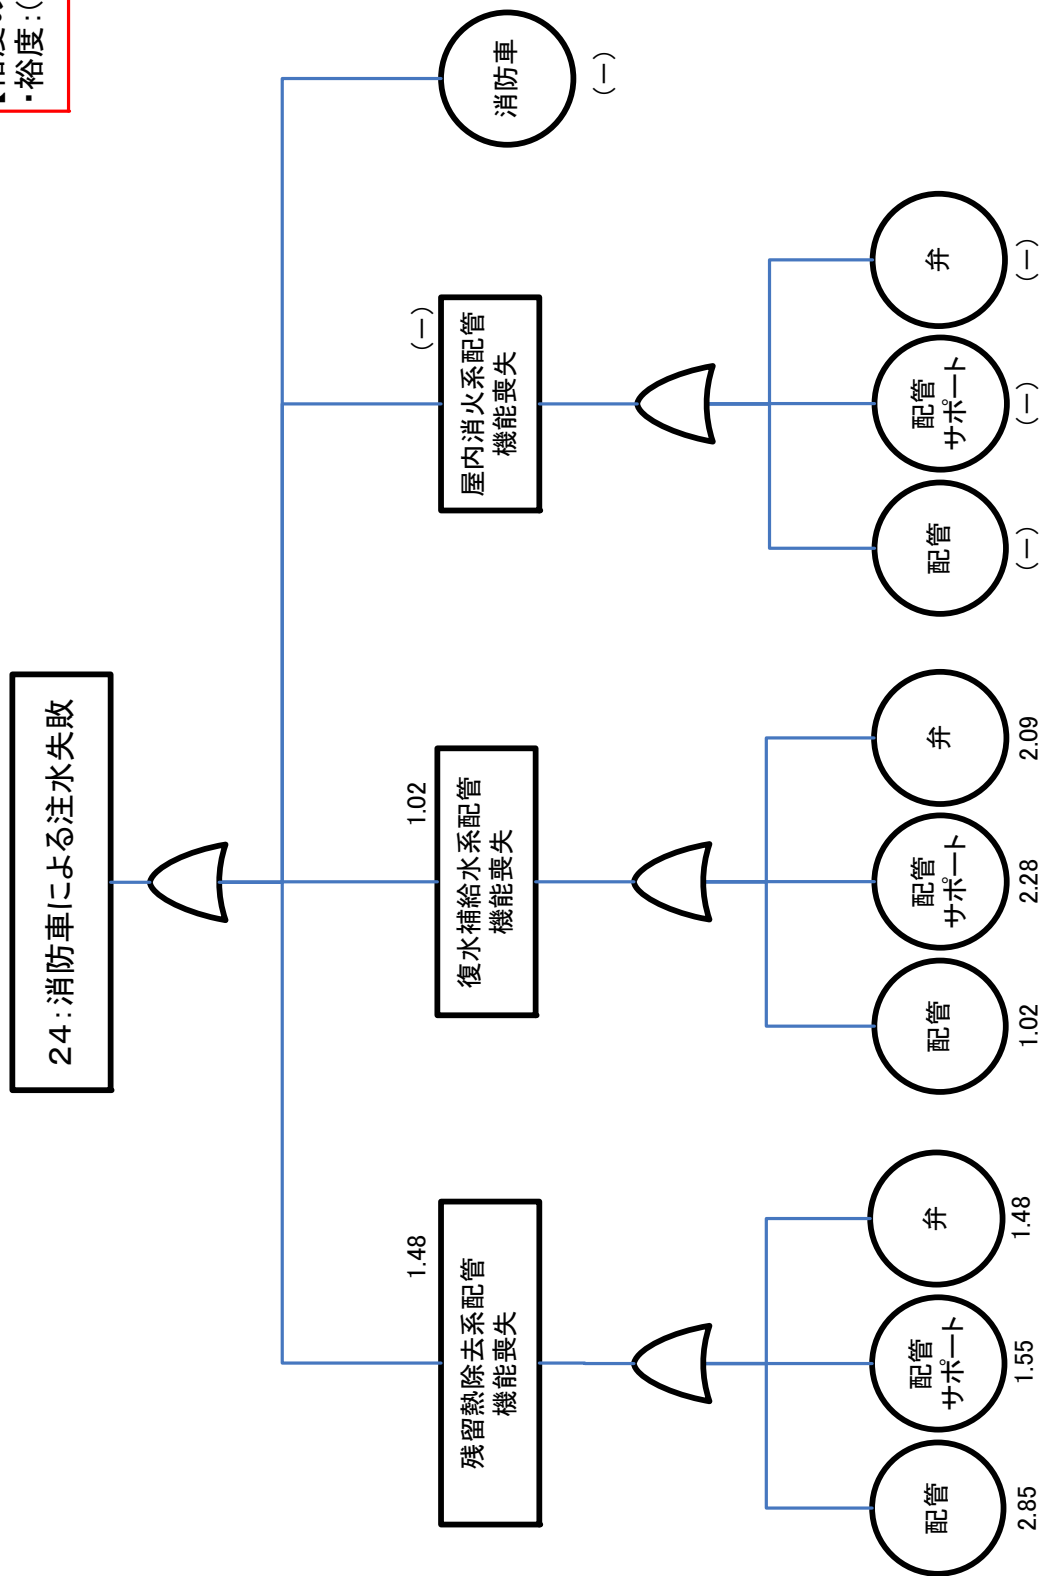 ・裕度:(
24:消防車による注水失敗
1.48
残留熱除去系配管
機能喪失
1.02
復水補給水系配管
機能喪失
(－)
屋内消火系配管
機能喪失
消防車
(－)
配管
2.85
配管
サポート
1.55
弁
1.48
配管
1.02
配管
サポート
2.28
弁
2.09
配管
(－)
配管
サポート
(－)
弁
(－)